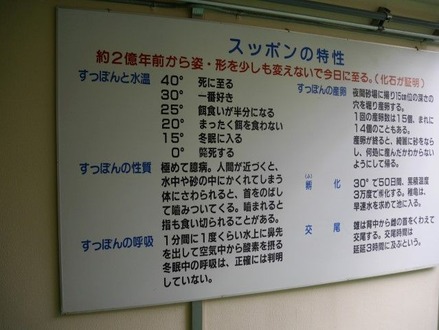 スッポンの特性
約2億年前から姿・形を少しも変えないで今日に至る。(化石が証明)
すっぽんと水温
40° 死に至る
30° 一番好き
25° 餌食いが半分になる
20° まったく餌を食わない
15° 冬眠に入る
0° 斃死する
すっぽんの性質
極めて臆病。人間が近づくと、
水中や砂の中にかくれてしまう
体にさわられると、首をのばし
て嚙みついてくる。嚙まれると
指も食い切られることがある。
すっぽんの呼吸
1分間に1度くらい水上に鼻先
を出して空気中から酸素を摂る
冬眠中の呼吸は、正確には判明
していない。
すっぽんの産卵
夜間砂場に掘り15cm位の深さ
の穴を堀り産卵する。
1回の産卵数は15個、まれに
14個のこともある。
産卵が終ると、綺麗に砂をなら
し、何処に産んだかわからない
ようにして帰る。
孵化
30°で50日間、累積温度
3万度で孵化する。稚亀は、
早速水を求めて池に入る。
交尾
雄は背中から雌の首をくわえて
交尾する。交尾時間は
延延3時間に及ぶという。